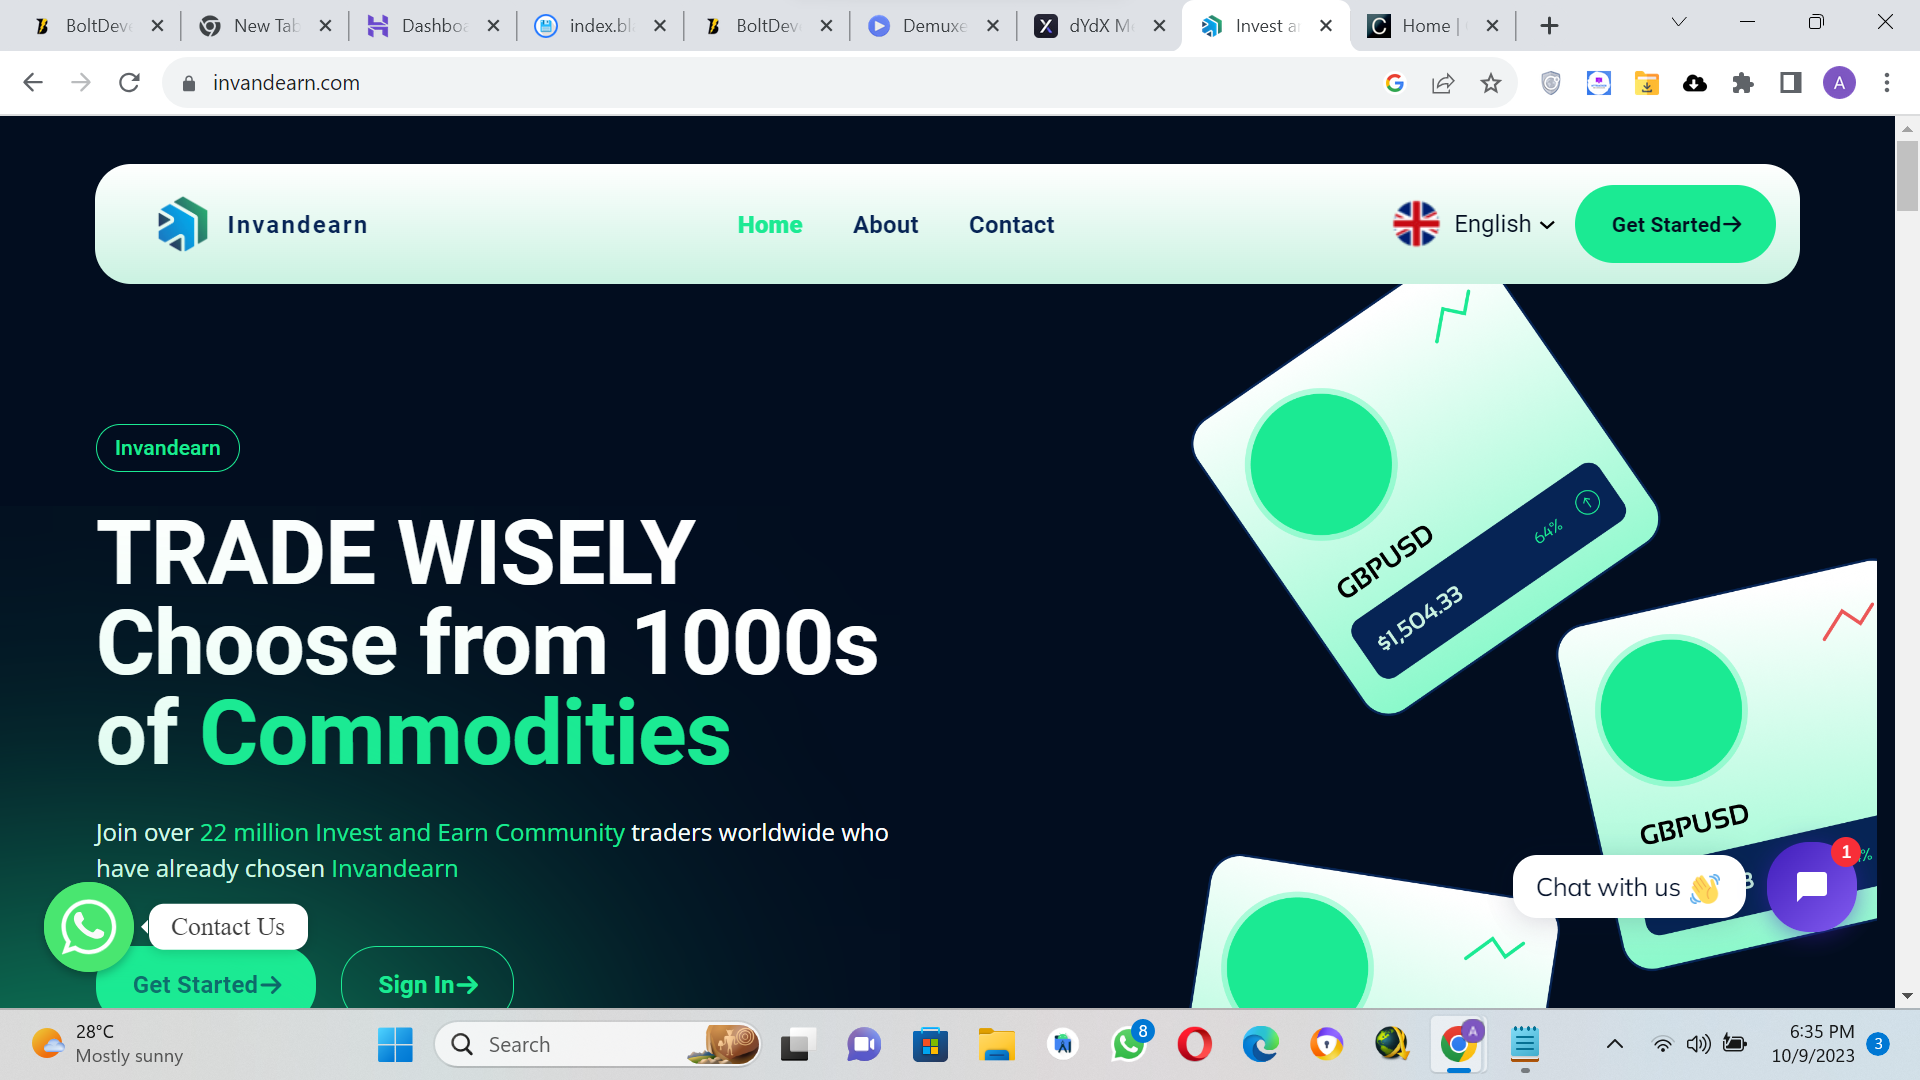 BoltDeve
New Tab
Dashboa
index.bl
BoltDev
Demuxe
dYdX Me
Invest an
Home |
invandearn.com
A
Invandearn
Home
About
Contact
English
Get Started
Invandearn
TRADE WISELY
Choose from 1000s
of Commodities
Join over 22 million Invest and Earn Community traders worldwide who
have already chosen Invandearn
Contact Us
Get Started
Sign In
GBPUSD
$1,504.33
64%
GBPUSD
Chat with us
1
28°C
Mostly sunny
Search
8
A
6:35 PM
10/9/2023
3